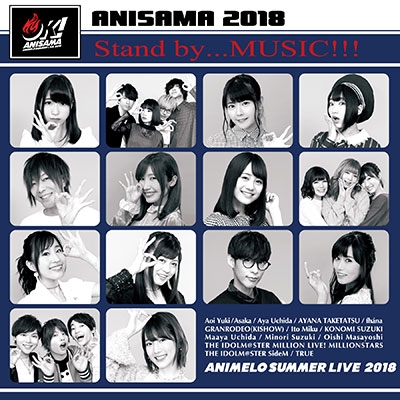 OK!
ANISAMA
ANISAMA 2018
Stand by...MUSIC!!!
Aoi Yuki /Asaka / Aya Uchida / AYANA TAKETATSU / fhána
GRANRODEO(KISHOW) / Ito Miku / KONOMI SUZUKI
Maaya Uchida / Minori Suzuki / Oishi Masayoshi
THE IDOLM@STER MILLION LIVE! MILLIONSTARS
THE IDOLM@STER SideM / TRUE
ANIMELO SUMMER LIVE 2018